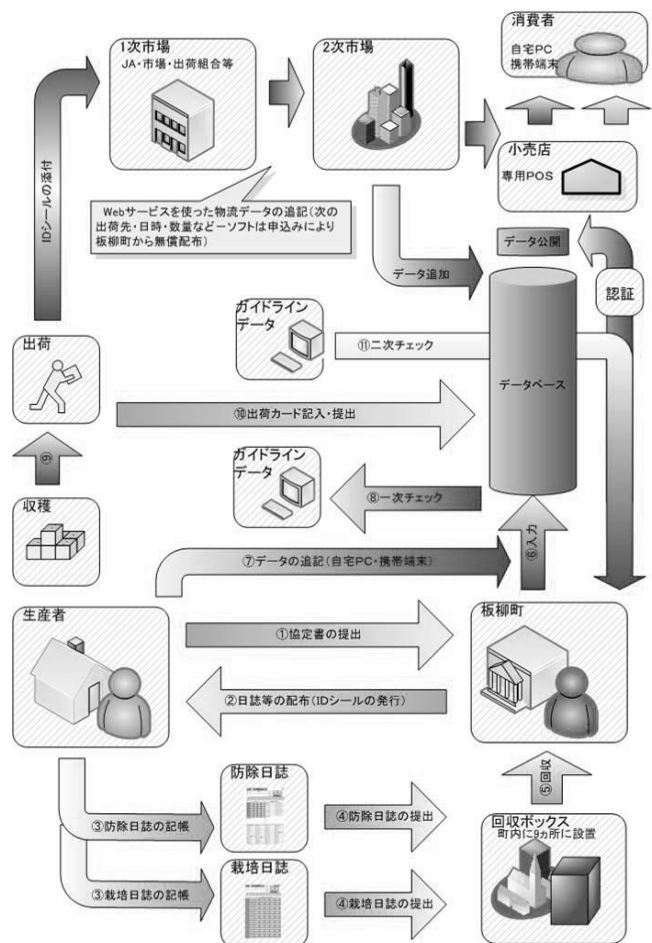 消費者
自宅PC
携帯端末
1次市場
JA・市場・出荷組合等
2次市場
小売店
専用POS
IDシールの添付
Webサービスを使った物流データの追記(次の
出荷先・日時・数量など-ソフトは申込みにより
板柳町から無償配布)
データ公開
データ追加
認証
ガイドライン
データ
⑪二次チェック
出荷
データベース
⑩出荷カード記入・提出
⑨
ガイドライン
データ
⑧一次チェック
収穫
⑥入力
⑦データの追記(自宅PC・携帯端末)
生産者
板柳町
①協定書の提出
②日誌等の配布(IDシールの発行)
⑤回収
防除日誌
③防除日誌の記帳
④防除日誌の提出
回収ボックス
町内に9ヵ所に設置
栽培日誌
③栽培日誌の記帳
④栽培日誌の提出